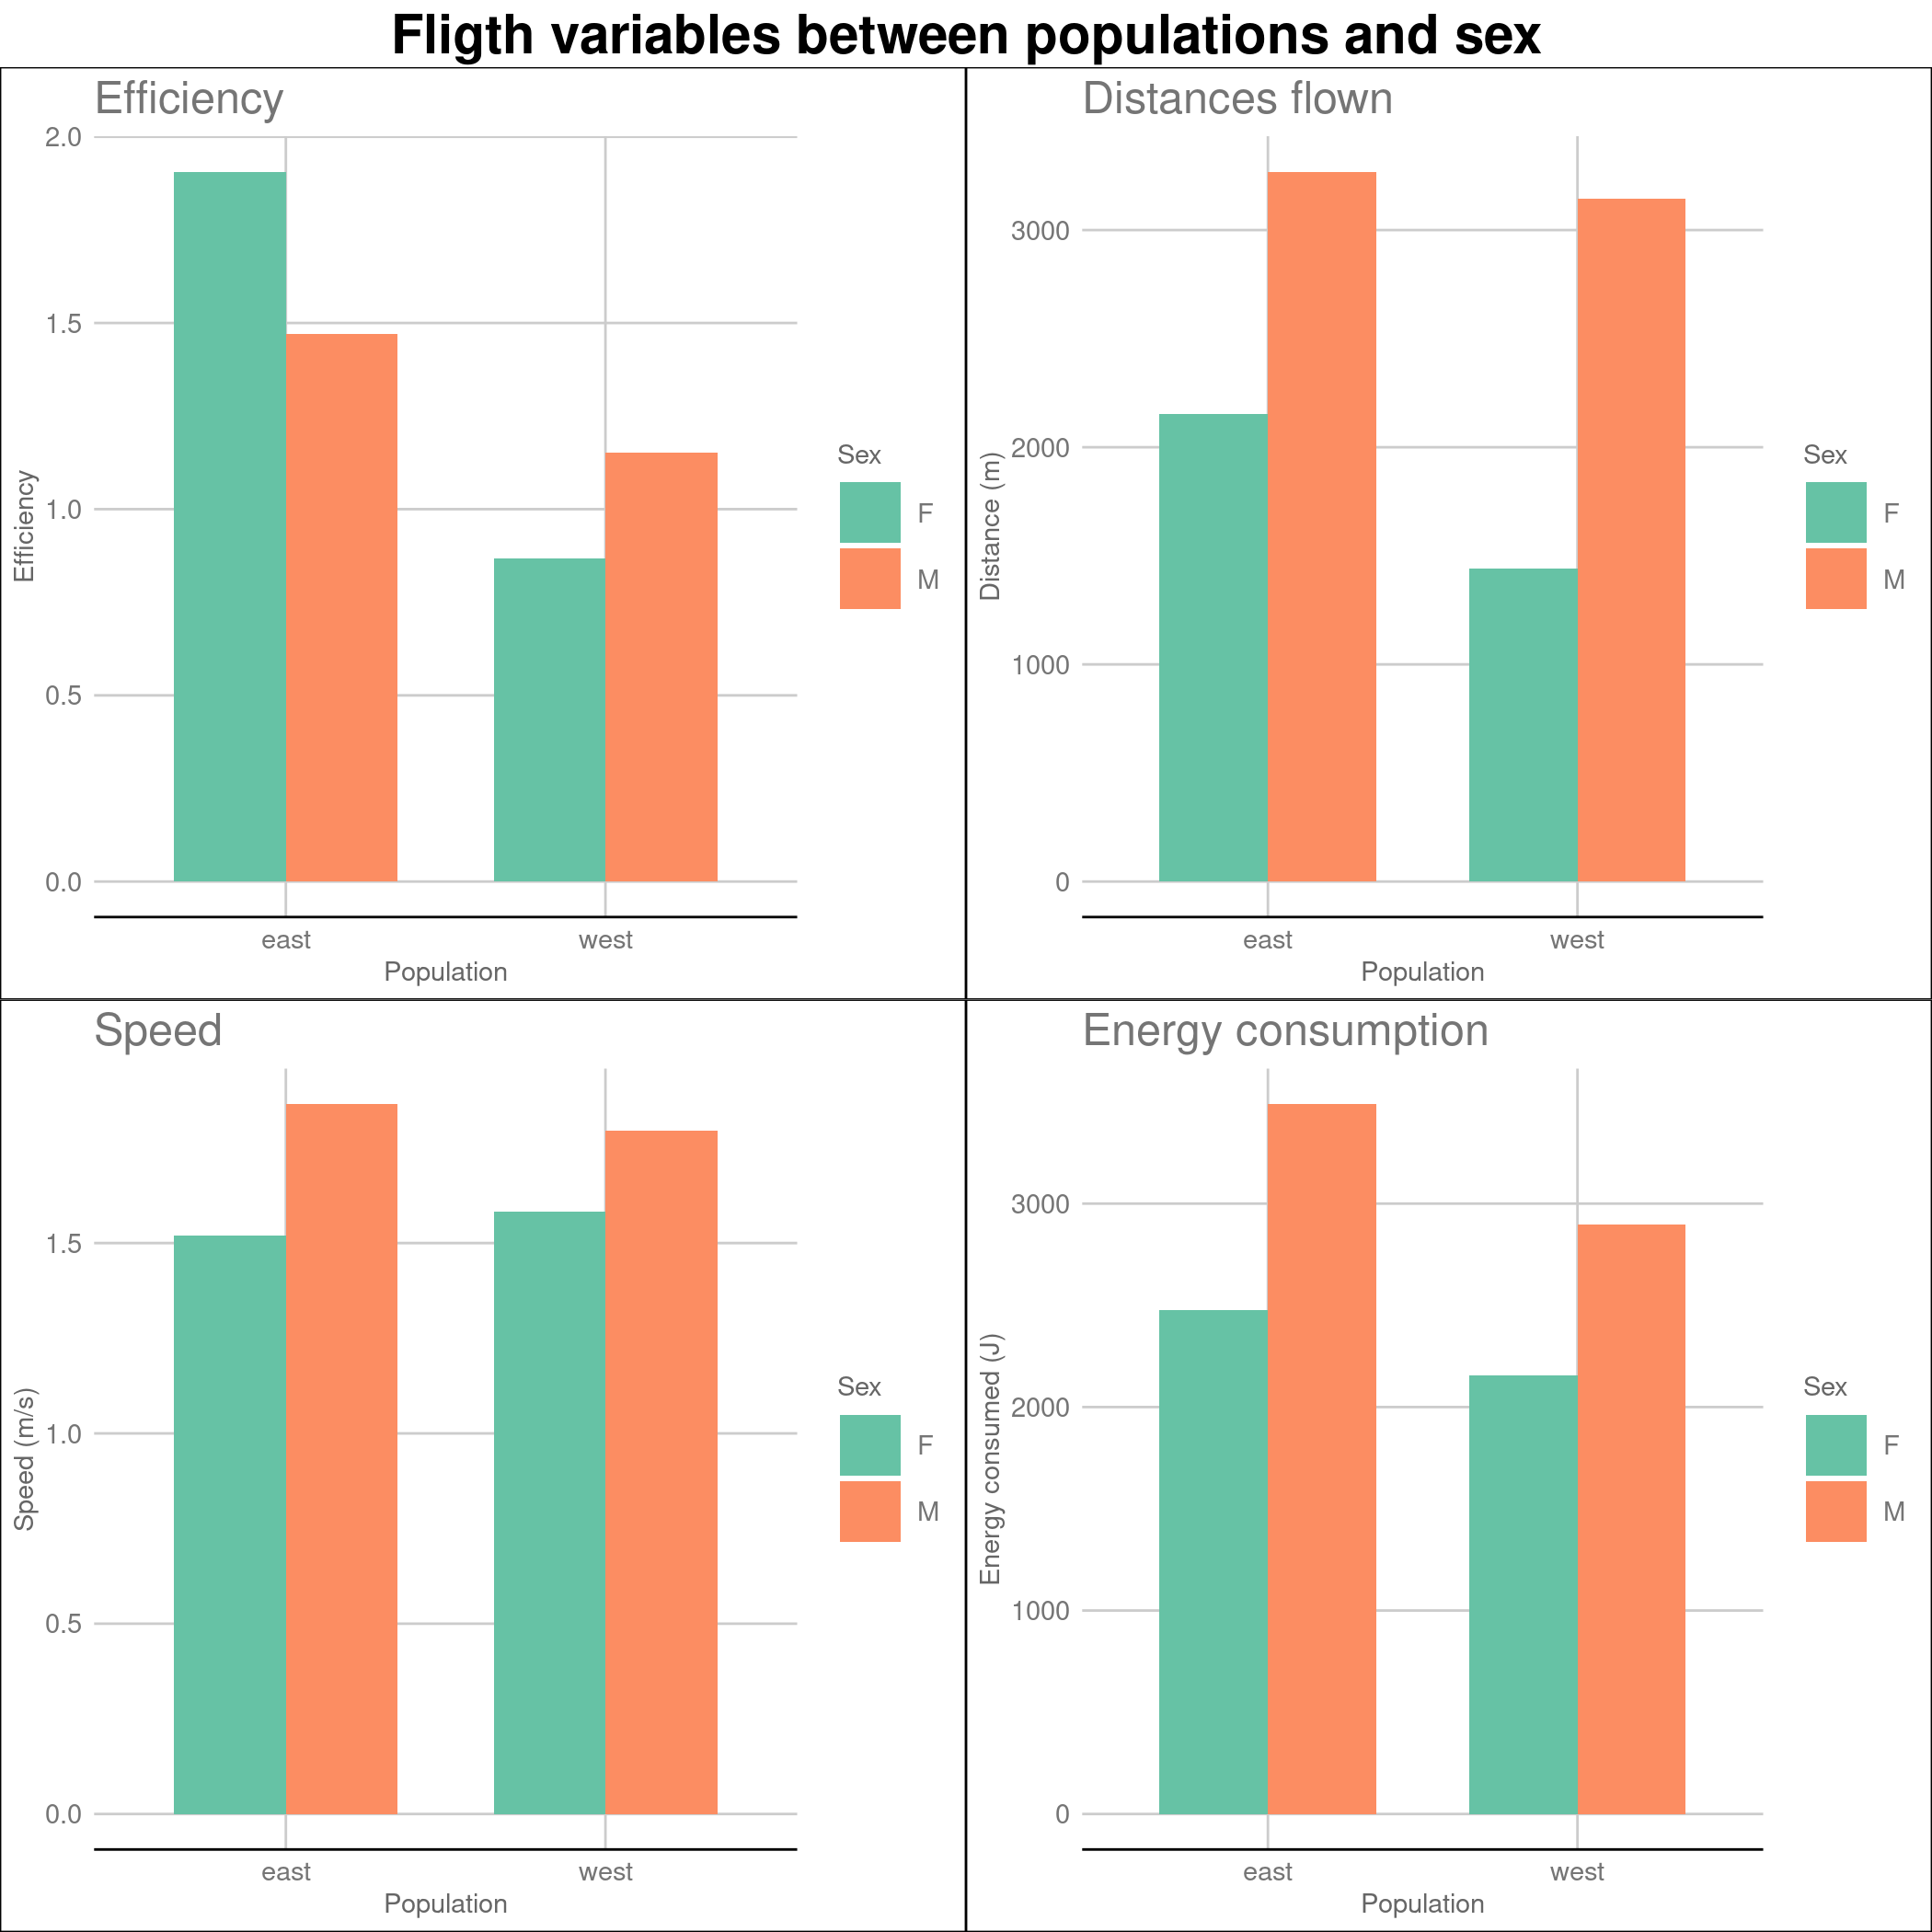 Fligth variables between populations and sex
Efficiency
2.0
1.5
1.0
0.5
0.0
Efficiency
east west
Population
Sex
F
M
Distances flown
3000
2000
1000
0
Distance (m)
east west
Population
Sex
F
M
Speed
1.5
1.0
0.5
0.0
Speed (m/s)
east west
Population
Sex
F
M
Energy consumption
3000
2000
1000
0
Energy consumed (J)
east west
Population
Sex
F
M